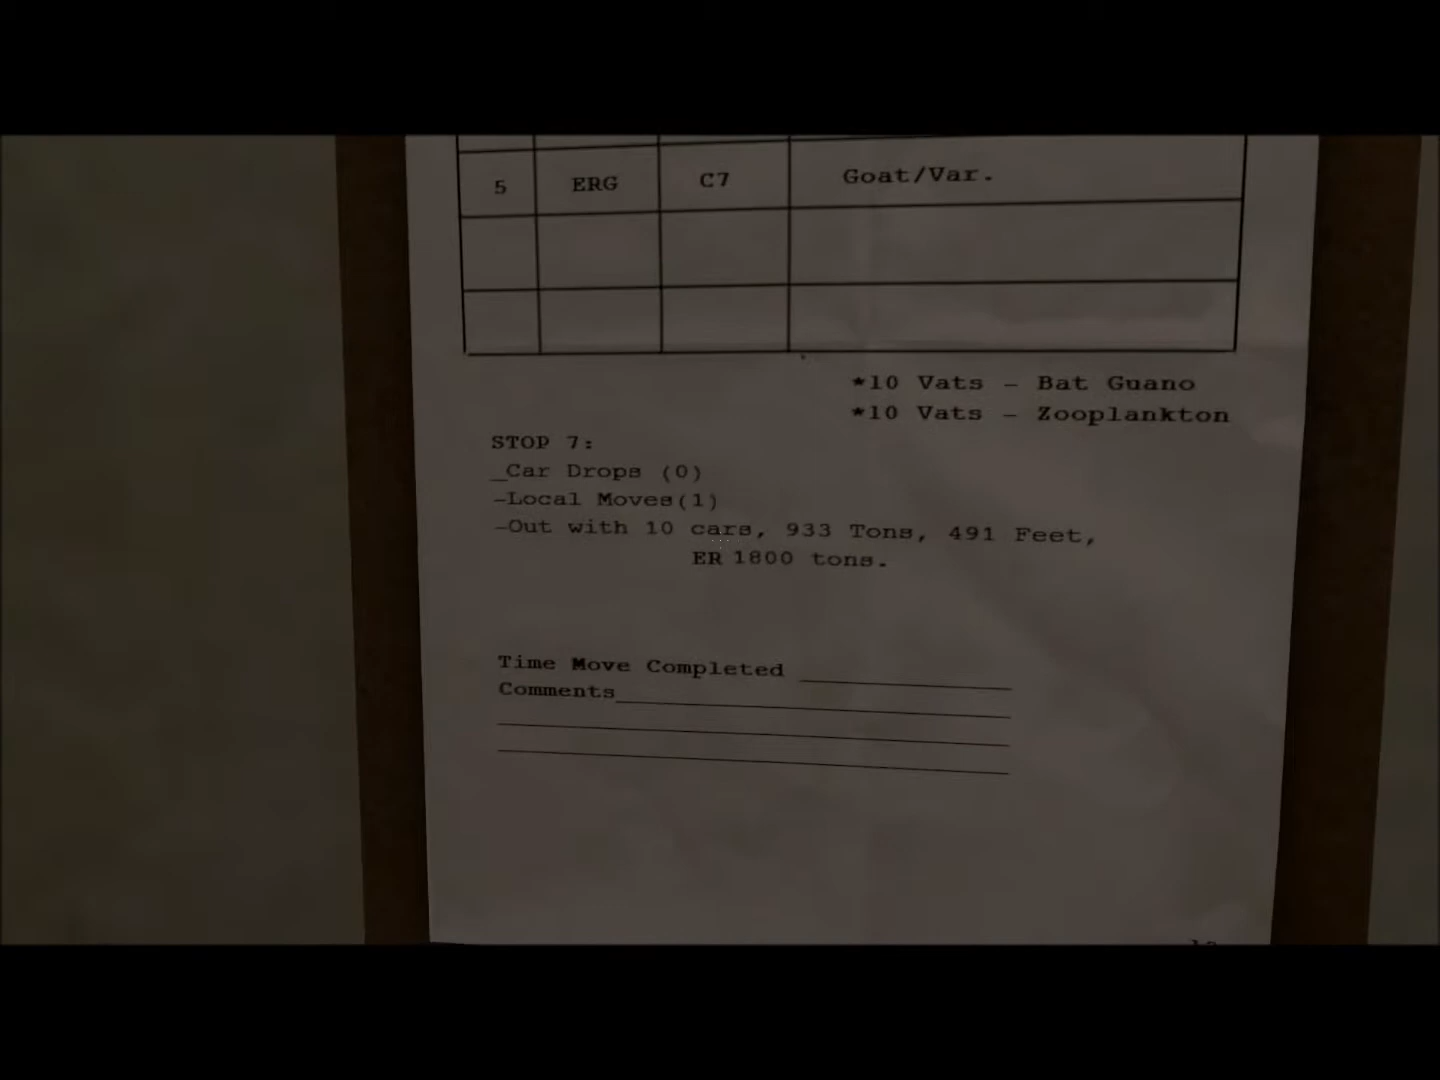 5 ERG C7 Goat/Var.
*10 Vats - Bat Guano
*10 Vats - Zooplankton
STOP 7:
_Car Drops (0)
-Local Moves(1)
-Out with 10 cars, 933 Tons, 491 Feet,
ER 1800 tons.
Time Move Completed
Comments